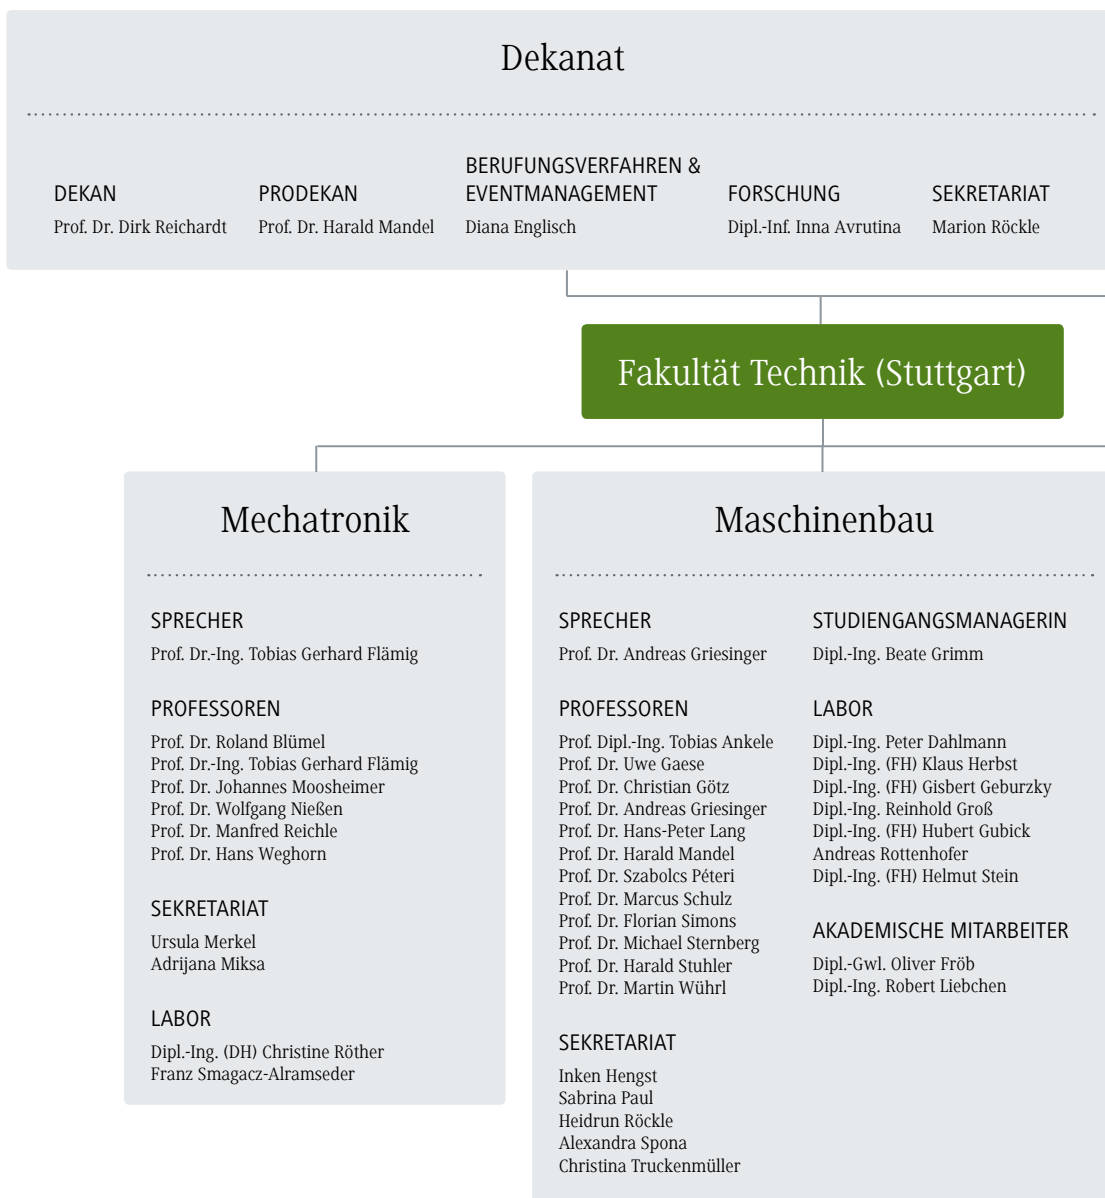 Dekanat
DEKAN
Prof. Dr. Dirk Reichardt
PRODEKAN
Prof. Dr. Harald Mandel
BERUFUNGSVERFAHREN &
EVENTMANAGEMENT
Diana Englisch
FORSCHUNG
Dipl.-Inf. Inna Avrutina
SEKRETARIAT
Marion Röckle
Fakultät Technik (Stuttgart)
Mechatronik
SPRECHER
Prof. Dr.-Ing. Tobias Gerhard Flämig
PROFESSOREN
Prof. Dr. Roland Blümel
Prof. Dr.-Ing. Tobias Gerhard Flämig
Prof. Dr. Johannes Moosheimer
Prof. Dr. Wolfgang Nießen
Prof. Dr. Manfred Reichle
Prof. Dr. Hans Weghorn
SEKRETARIAT
Ursula Merkel
Adrijana Miksa
LABOR
Dipl.-Ing. (DH) Christine Röther
Franz Smagacz-Alramseder
Maschinenbau
SPRECHER
Prof. Dr. Andreas Griesinger
PROFESSOREN
Prof. Dipl.-Ing. Tobias Ankele
Prof. Dr. Uwe Gaese
Prof. Dr. Christian Götz
Prof. Dr. Andreas Griesinger
Prof. Dr. Hans-Peter Lang
Prof. Dr. Harald Mandel
Prof. Dr. Szabolcs Péteri
Prof. Dr. Marcus Schulz
Prof. Dr. Florian Simons
Prof. Dr. Michael Sternberg
Prof. Dr. Harald Stuhler
Prof. Dr. Martin Wührl
SEKRETARIAT
Inken Hengst
Sabrina Paul
Heidrun Röckle
Alexandra Spona
Christina Truckenmüller
STUDIENGANGSMANAGERIN
Dipl.-Ing. Beate Grimm
LABOR
Dipl.-Ing. Peter Dahlmann
Dipl.-Ing. (FH) Klaus Herbst
Dipl.-Ing. (FH) Gisbert Geburzky
Dipl.-Ing. Reinhold Groß
Dipl.-Ing. (FH) Hubert Gubick
Andreas Rottenhofer
Dipl.-Ing. (FH) Helmut Stein
AKADEMISCHE MITARBEITER
Dipl.-Gwl. Oliver Fröb
Dipl.-Ing. Robert Liebchen